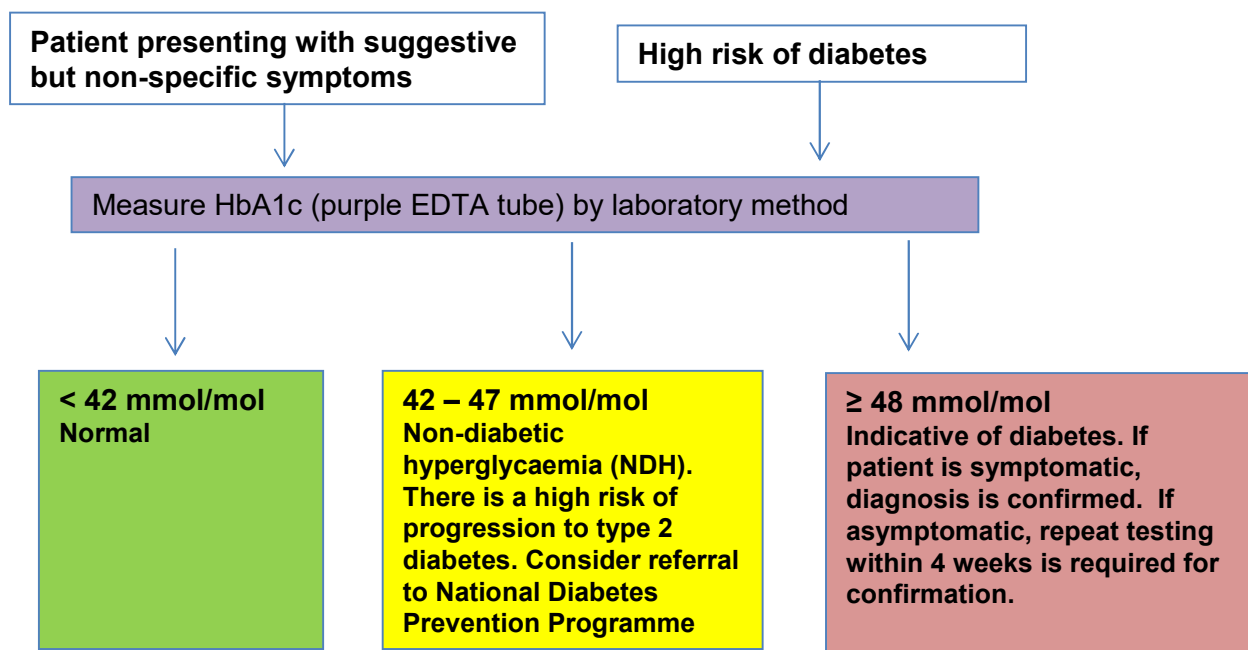 Patient presenting with suggestive
but non-specific symptoms
High risk of diabetes
Measure HbA1c (purple EDTA tube) by laboratory method
< 42 mmol/mol
Normal
42 – 47 mmol/mol
Non-diabetic
hyperglycaemia (NDH).
There is a high risk of
progression to type 2
diabetes. Consider referral
to National Diabetes
Prevention Programme
≥ 48 mmol/mol
Indicative of diabetes. If
patient is symptomatic,
diagnosis is confirmed.  If
asymptomatic, repeat testing
within 4 weeks is required for
confirmation.